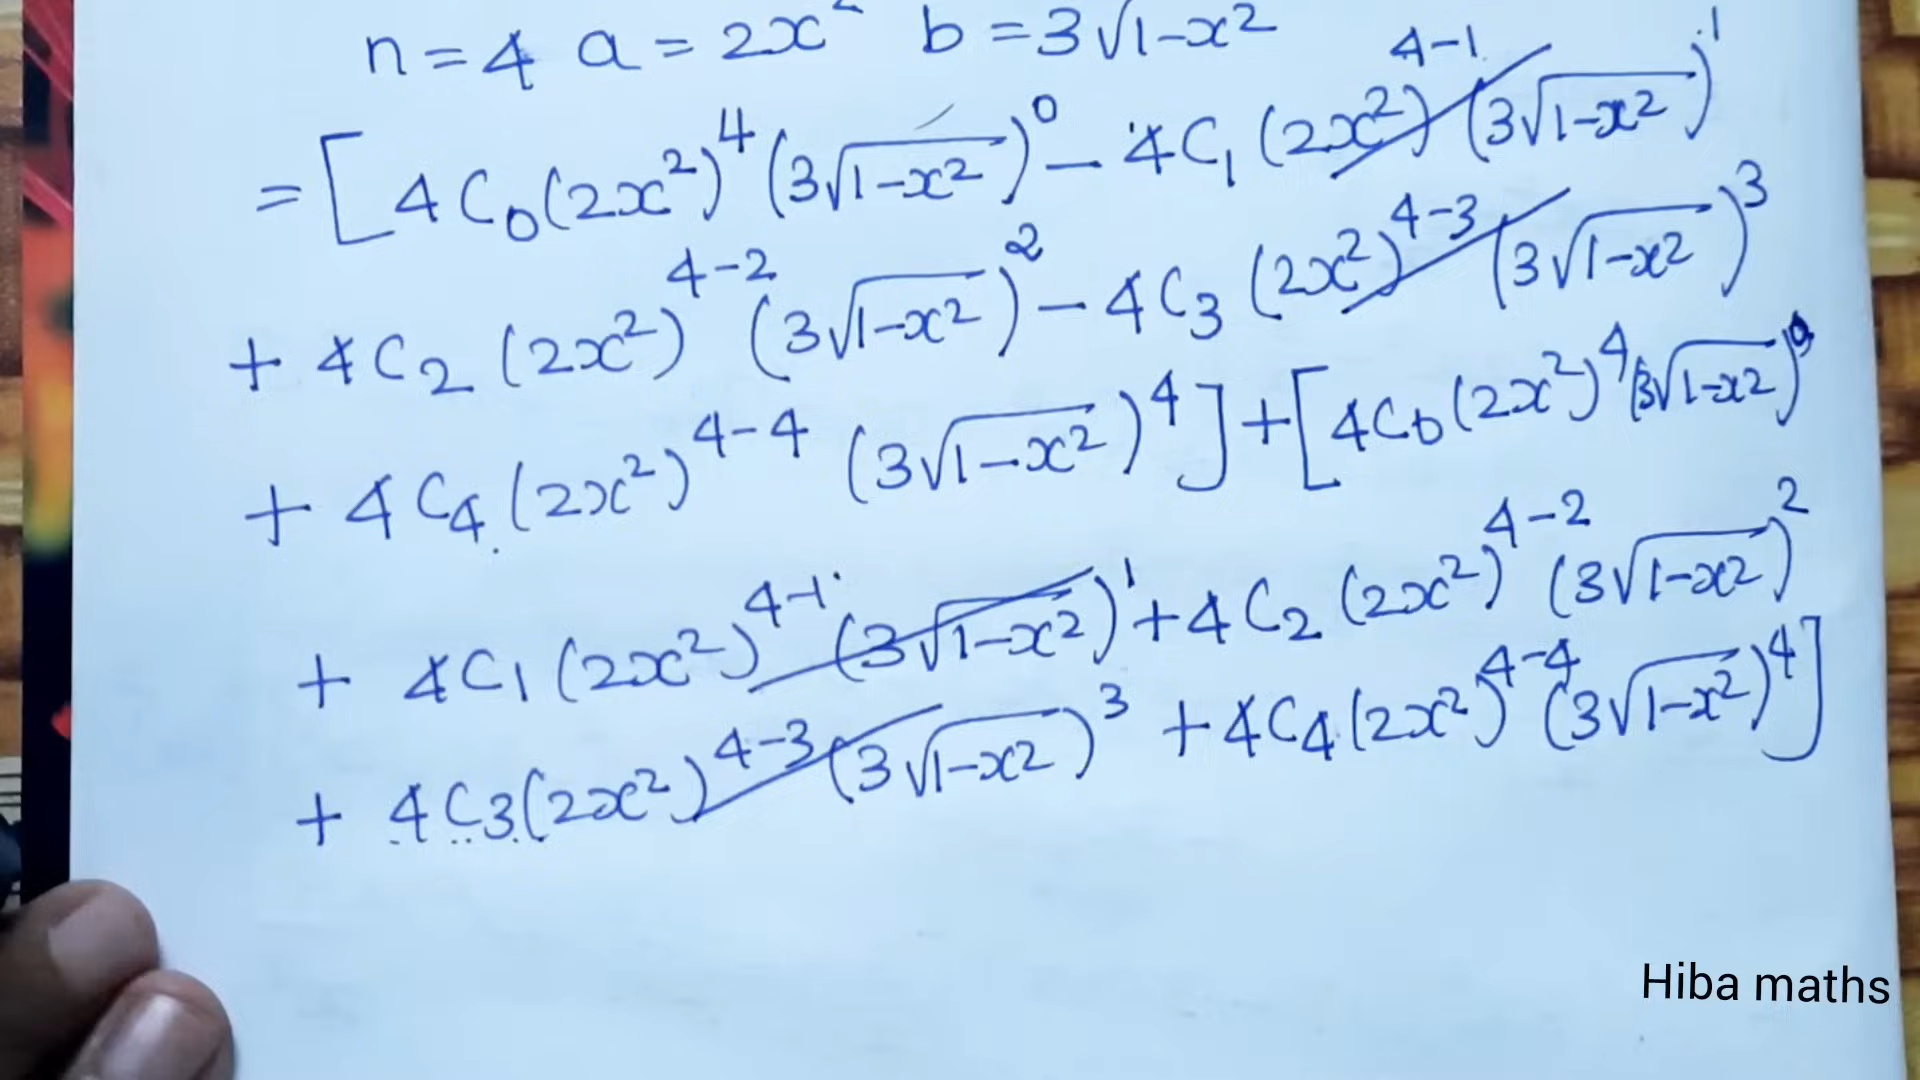 n = 4 a = 2x² b = 3√1-x²
= [4C₀(2x²)⁴(3√1-x²)⁰ - 4C₁(2x²)⁴⁻¹(3√1-x²)¹
+ 4C₂(2x²)⁴⁻²(3√1-x²)² - 4C₃(2x²)⁴⁻³(3√1-x²)³
+ 4C₄(2x²)⁴⁻⁴(3√1-x²)⁴] + [4C₀(2x²)⁴(3√1-x²)⁰
+ 4C₁(2x²)⁴⁻¹(3√1-x²)¹ + 4C₂(2x²)⁴⁻²(3√1-x²)²
+ 4C₃(2x²)⁴⁻³(3√1-x²)³ + 4C₄(2x²)⁴⁻⁴(3√1-x²)⁴]
Hiba maths